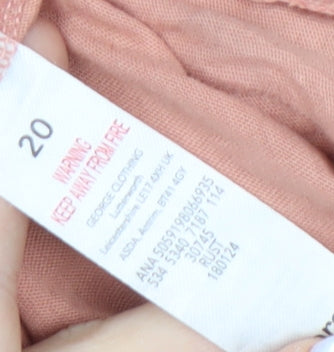 20
WARNING
KEEP AWAY FROM FIRE
GEORGE CLOTHING
Lutterworth
Leicestershire LE17 4XH UK
ASDA, Antrim, BT41 4GY
ANA 5059198066935
534 5340 7187 114
30745
RUST
180124